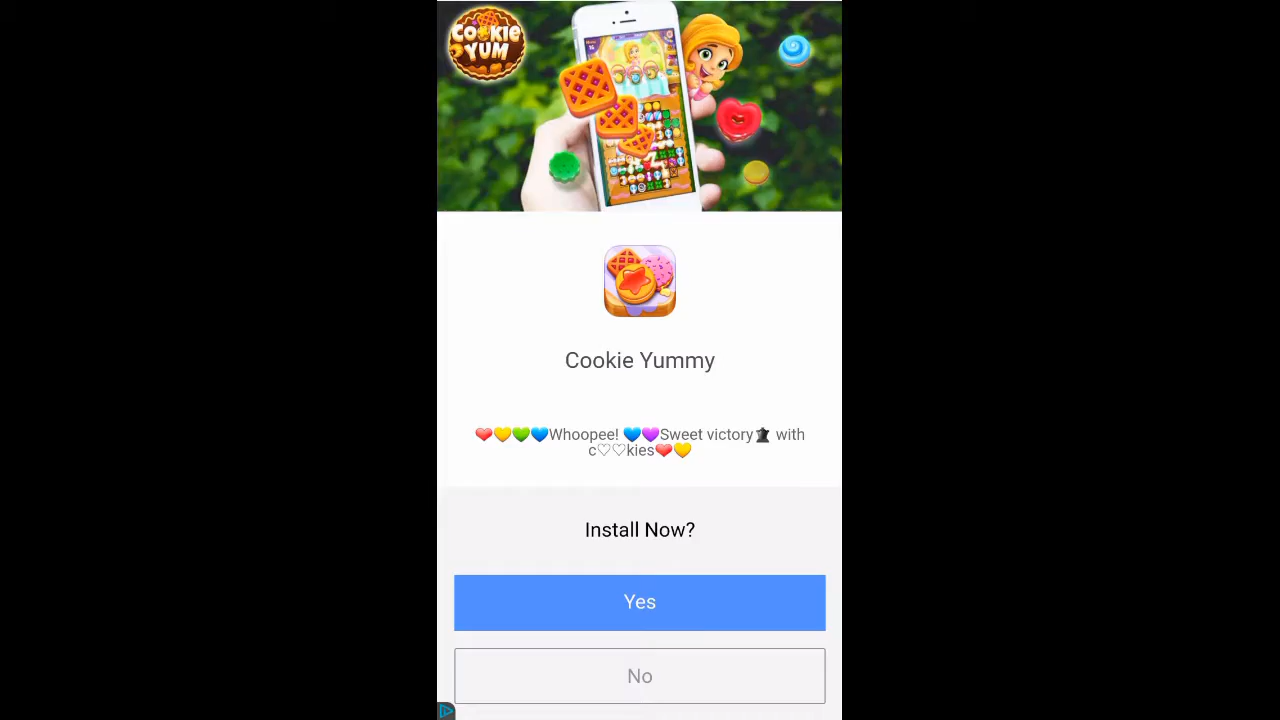 COOKIE
YUM
Cookie Yummy
❤️💛💚💙Whoopee! 💙💜Sweet victory with
c♡♡kies❤️💛
Install Now?
Yes
No